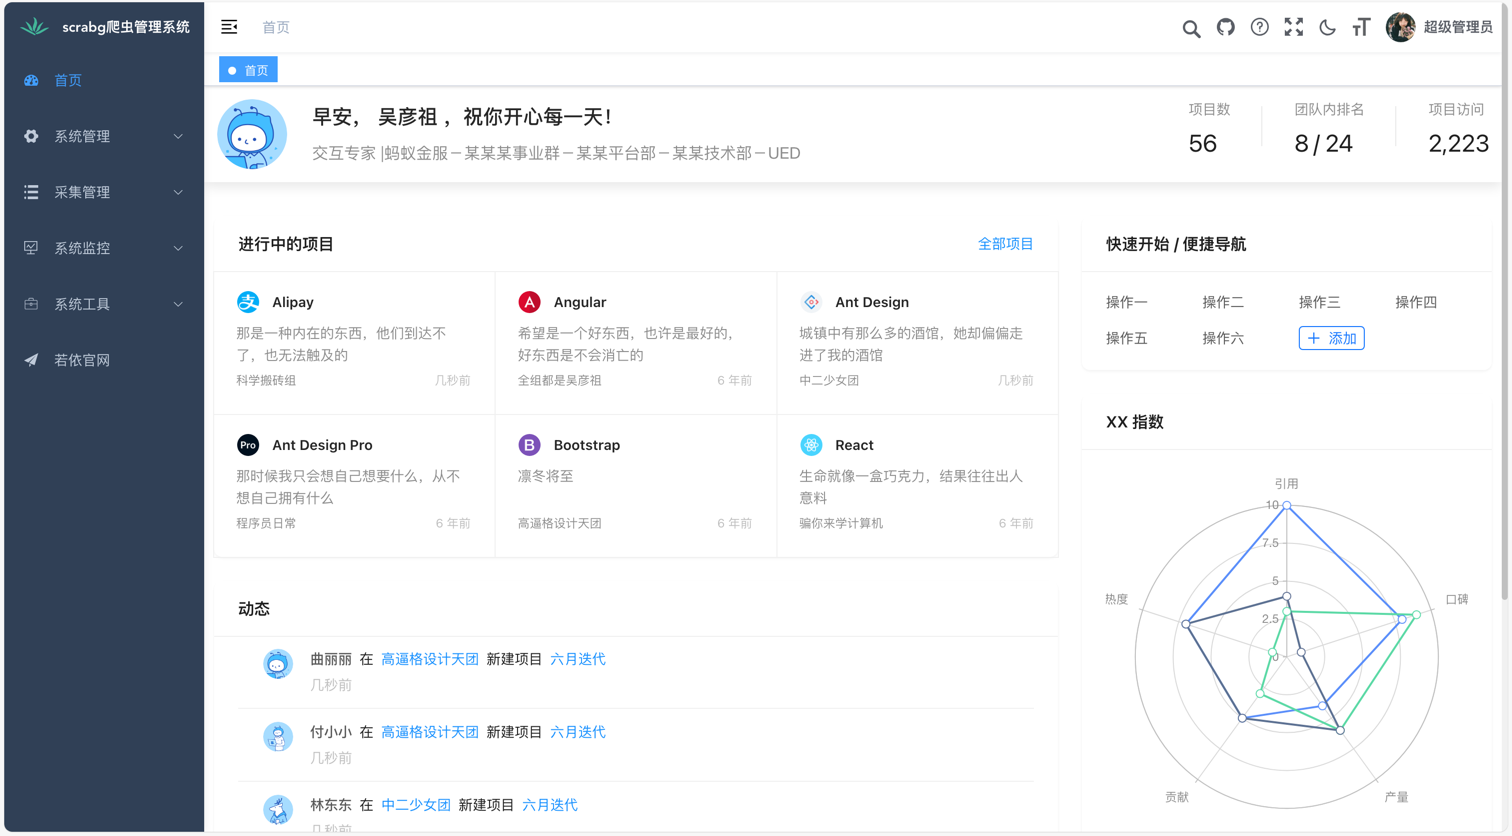 scrabg爬虫管理系统
首页
系统管理
采集管理
系统监控
系统工具
若依官网
首页
超级管理员
首页
早安， 吴彦祖 ，祝你开心每一天！
交互专家 |蚂蚁金服－某某某事业群－某某平台部－某某技术部－UED
项目数
56
团队内排名
8 / 24
项目访问
2,223
进行中的项目
全部项目
Alipay
那是一种内在的东西，他们到达不
了，也无法触及的
科学搬砖组 几秒前
Angular
希望是一个好东西，也许是最好的，
好东西是不会消亡的
全组都是吴彦祖 6 年前
Ant Design
城镇中有那么多的酒馆，她却偏偏走
进了我的酒馆
中二少女团 几秒前
Pro
Ant Design Pro
那时候我只会想自己想要什么，从不
想自己拥有什么
程序员日常 6 年前
Bootstrap
凛冬将至
高逼格设计天团 6 年前
React
生命就像一盒巧克力，结果往往出人
意料
骗你来学计算机 6 年前
动态
曲丽丽 在 高逼格设计天团 新建项目 六月迭代
几秒前
付小小 在 高逼格设计天团 新建项目 六月迭代
几秒前
林东东 在 中二少女团 新建项目 六月迭代
几秒前
快速开始 / 便捷导航
操作一 操作二 操作三 操作四
操作五 操作六 + 添加
XX 指数
引用
10
7.5
5
2.5
0
热度
口碑
贡献
产量